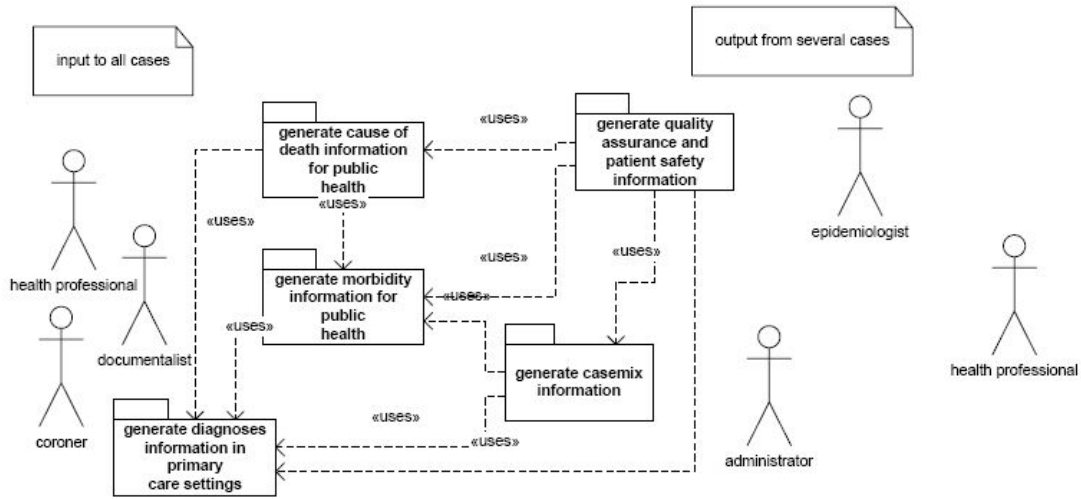 input to all cases
output from several cases
generate cause of
death information
for public
health
«uses»
generate quality
assurance and
patient safety
information
«uses»
«uses»
«uses»
epidemiologist
health professional
generate morbidity
information for
public
health
«uses»
«uses»
«uses»
documentalist
generate casemix
information
health professional
coroner
generate diagnoses
information in
primary
care settings
«uses»
«uses»
administrator